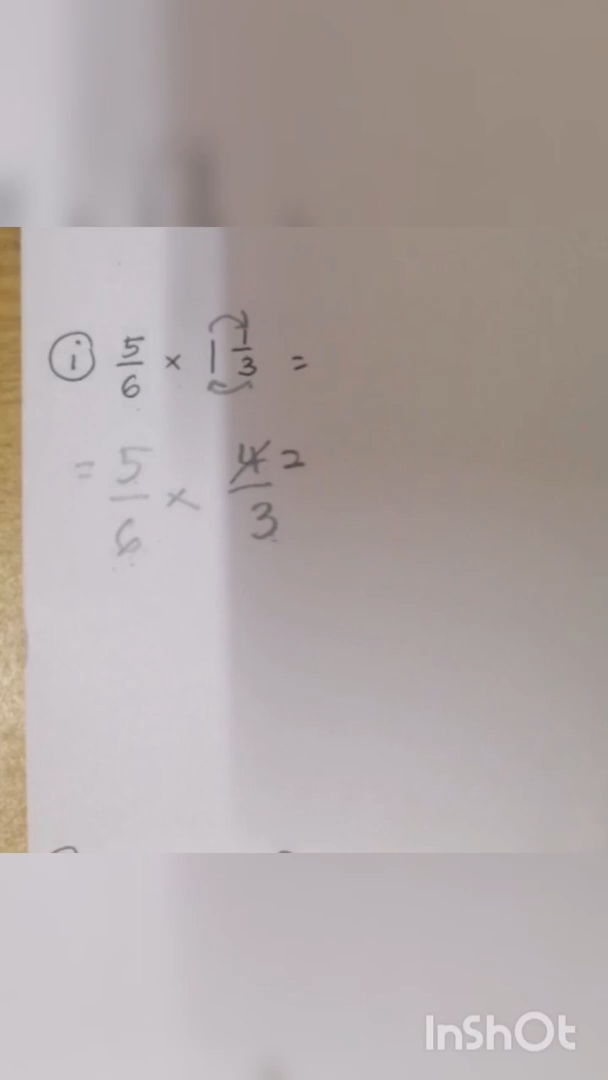 i 5/6 × 1 1/3 =
= 5/6 × 4/3 2
InShOt